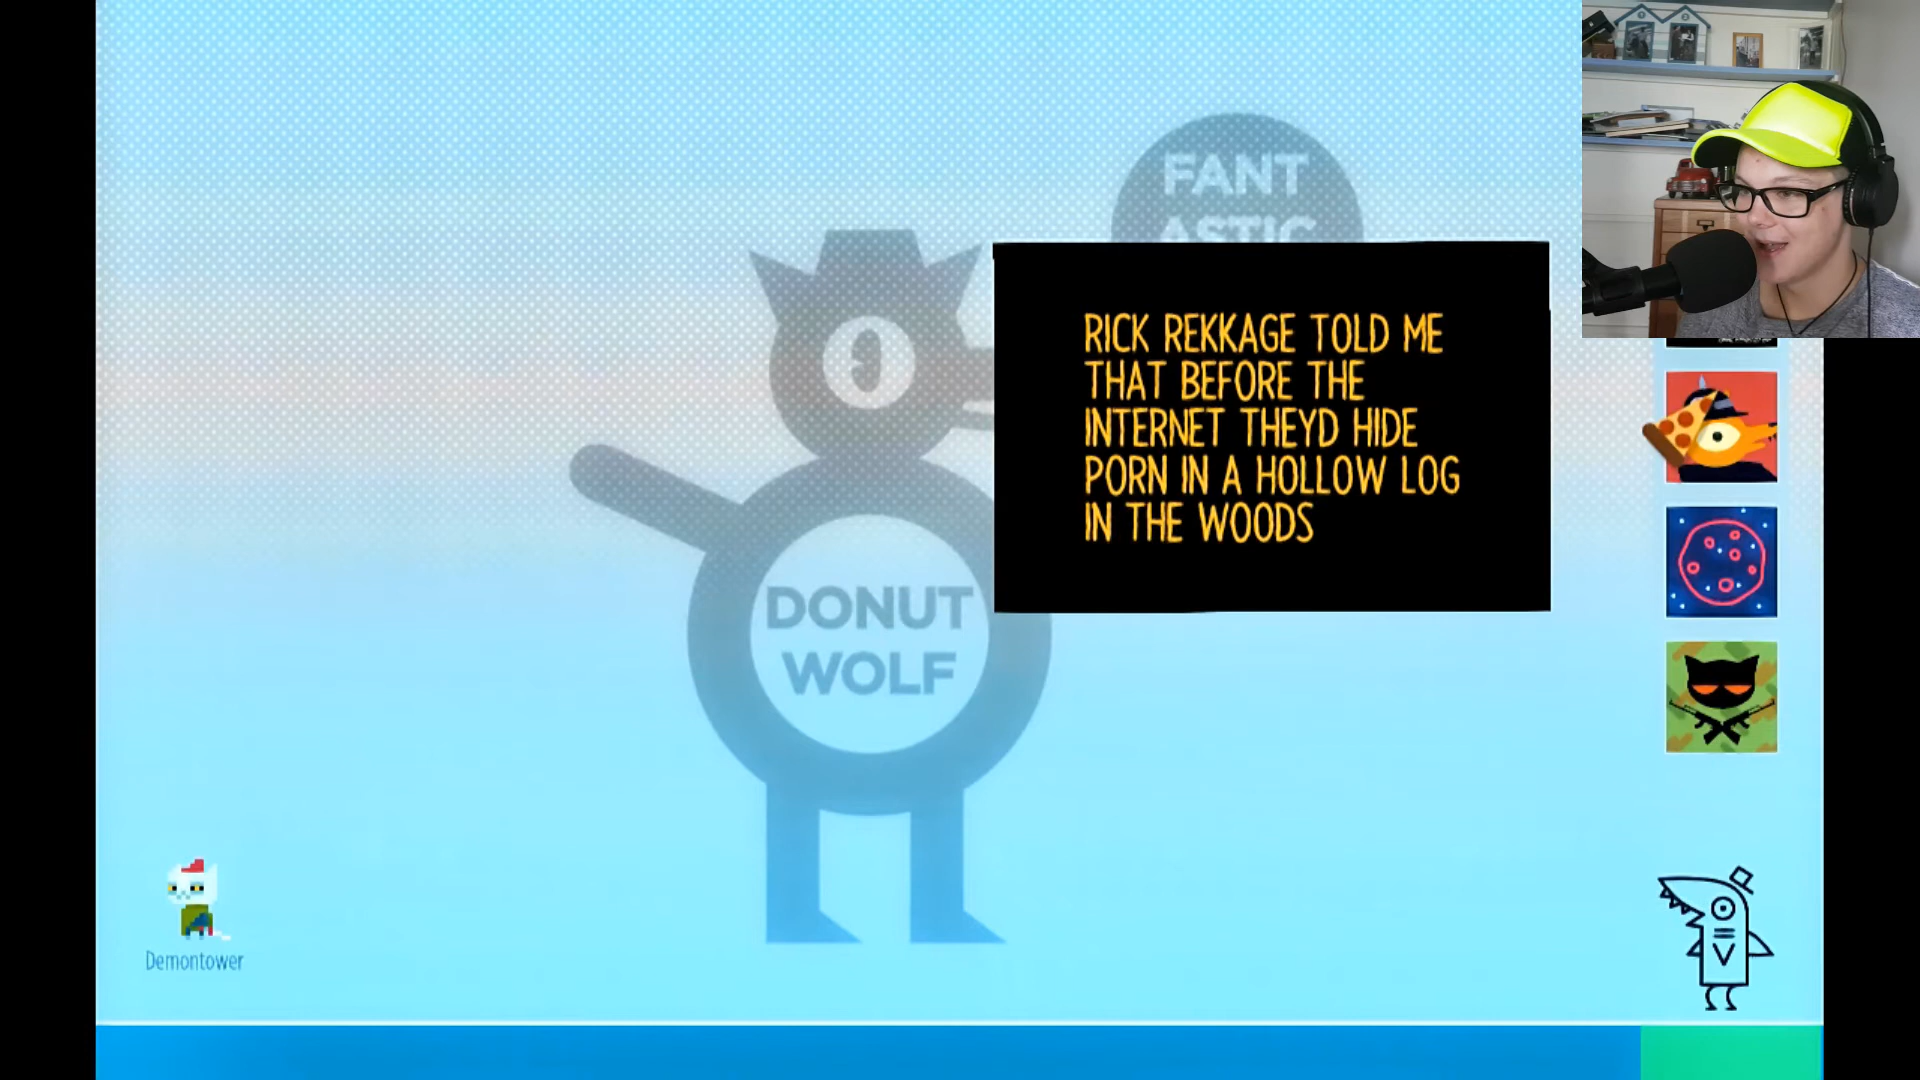 FANT
ASTIC
RICK REKKAGE TOLD ME
THAT BEFORE THE
INTERNET THEYD HIDE
PORN IN A HOLLOW LOG
IN THE WOODS
DONUT
WOLF
Demontower